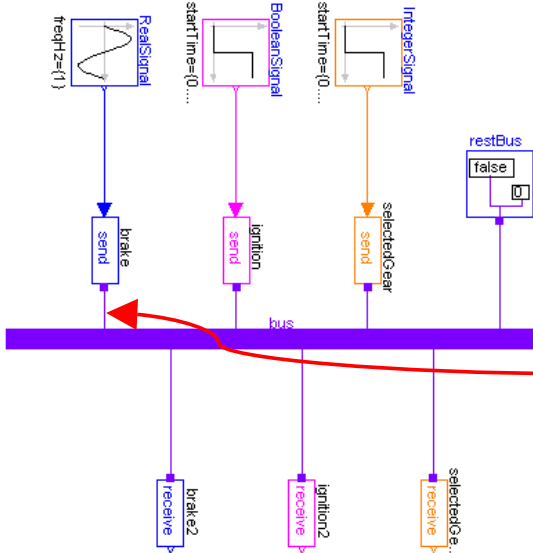 RealSignal
freqHz={1}
BooleanSignal
startTime={0...
IntegerSignal
startTime={0...
restBus
false
0
send
brake
send
ignition
send
selectedGear
bus
receive
brake2
receive
ignition2
receive
selectedGe...